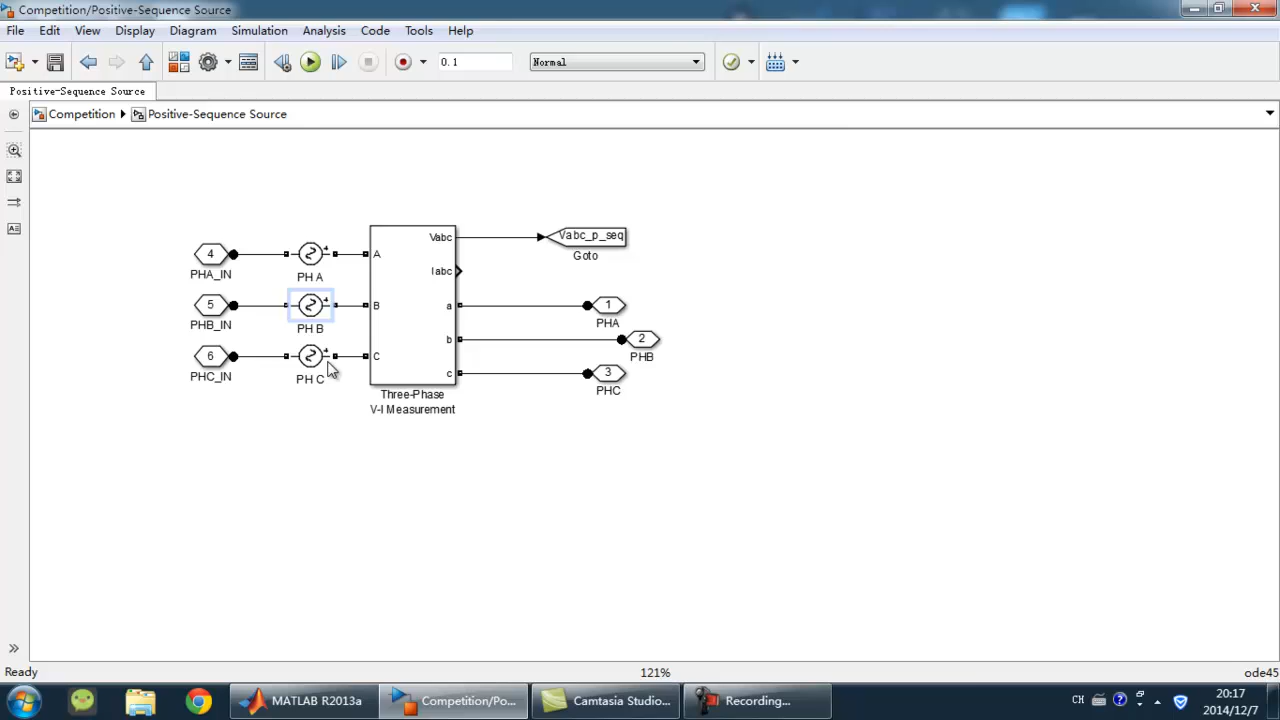 Competition/Positive-Sequence Source
File Edit View Display Diagram Simulation Analysis Code Tools Help
0.1 Normal
Positive-Sequence Source
Competition Positive-Sequence Source
Vabc Vabc_p_seq
4 A
PHA_IN PH A Iabc Goto
5 B a 1
PHB_IN PH B PHA
b 2
6 C PHB
PHC_IN PH C c 3
Three-Phase PHC
V-I Measurement
Ready 121% ode45
MATLAB R2013a Competition/Po... Camtasia Studio... Recording... CH 20:17
2014/12/7